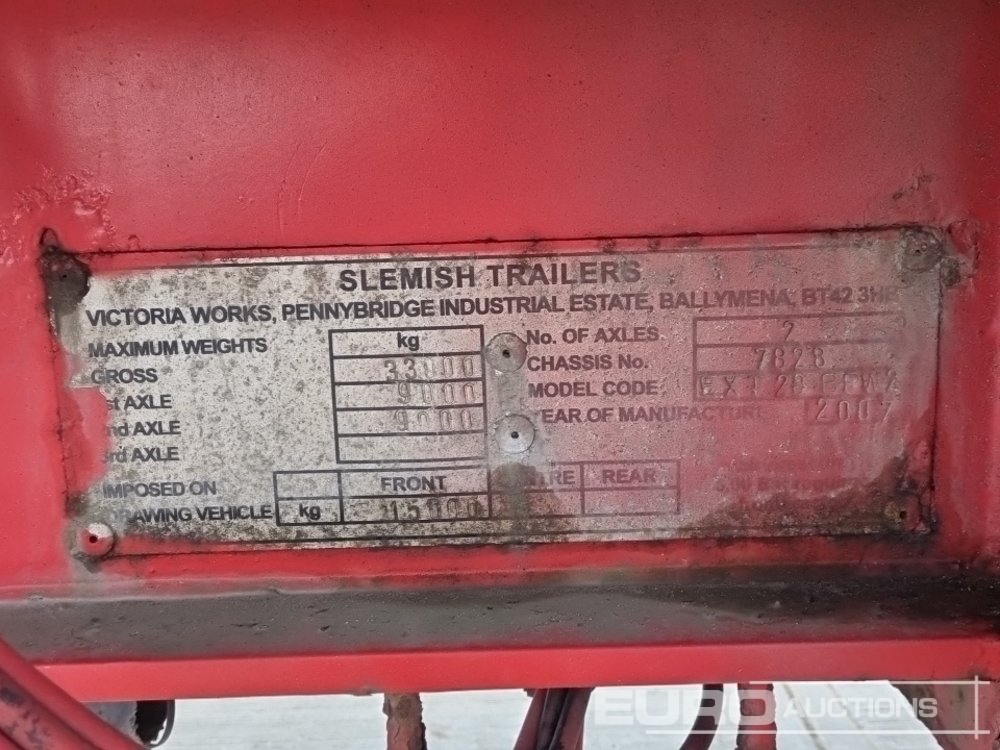 SLEMISH TRAILERS
VICTORIA WORKS, PENNYBRIDGE INDUSTRIAL ESTATE, BALLYMENA, BT42
MAXIMUM WEIGHTS kg
GROSS 33000
AXLE 9000
AXLE 9000
3rd AXLE
IMPOSED ON FRONT REAR
DRAWING VEHICLE kg 15000
No. OF AXLES 2
CHASSIS No. 7828
MODEL CODE
YEAR OF MANUFACTURE 2007
EURO AUCTIONS